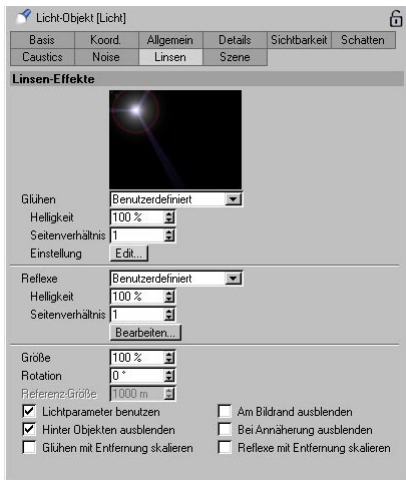 Licht-Objekt [Licht]
Basis Koord. Allgemein Details Sichtbarkeit Schatten
Caustics Noise Linsen Szene
Linsen-Effekte
Glühen Benutzerdefiniert
Helligkeit 100 %
Seitenverhältnis 1
Einstellung Edit...
Reflexe Benutzerdefiniert
Helligkeit 100 %
Seitenverhältnis 1
Bearbeiten...
Größe 100 %
Rotation 0 °
Referenz-Größe 1000 m
Lichtparameter benutzen Am Bildrand ausblenden
Hinter Objekten ausblenden Bei Annäherung ausblenden
Glühen mit Entfernung skalieren Reflexe mit Entfernung skalieren